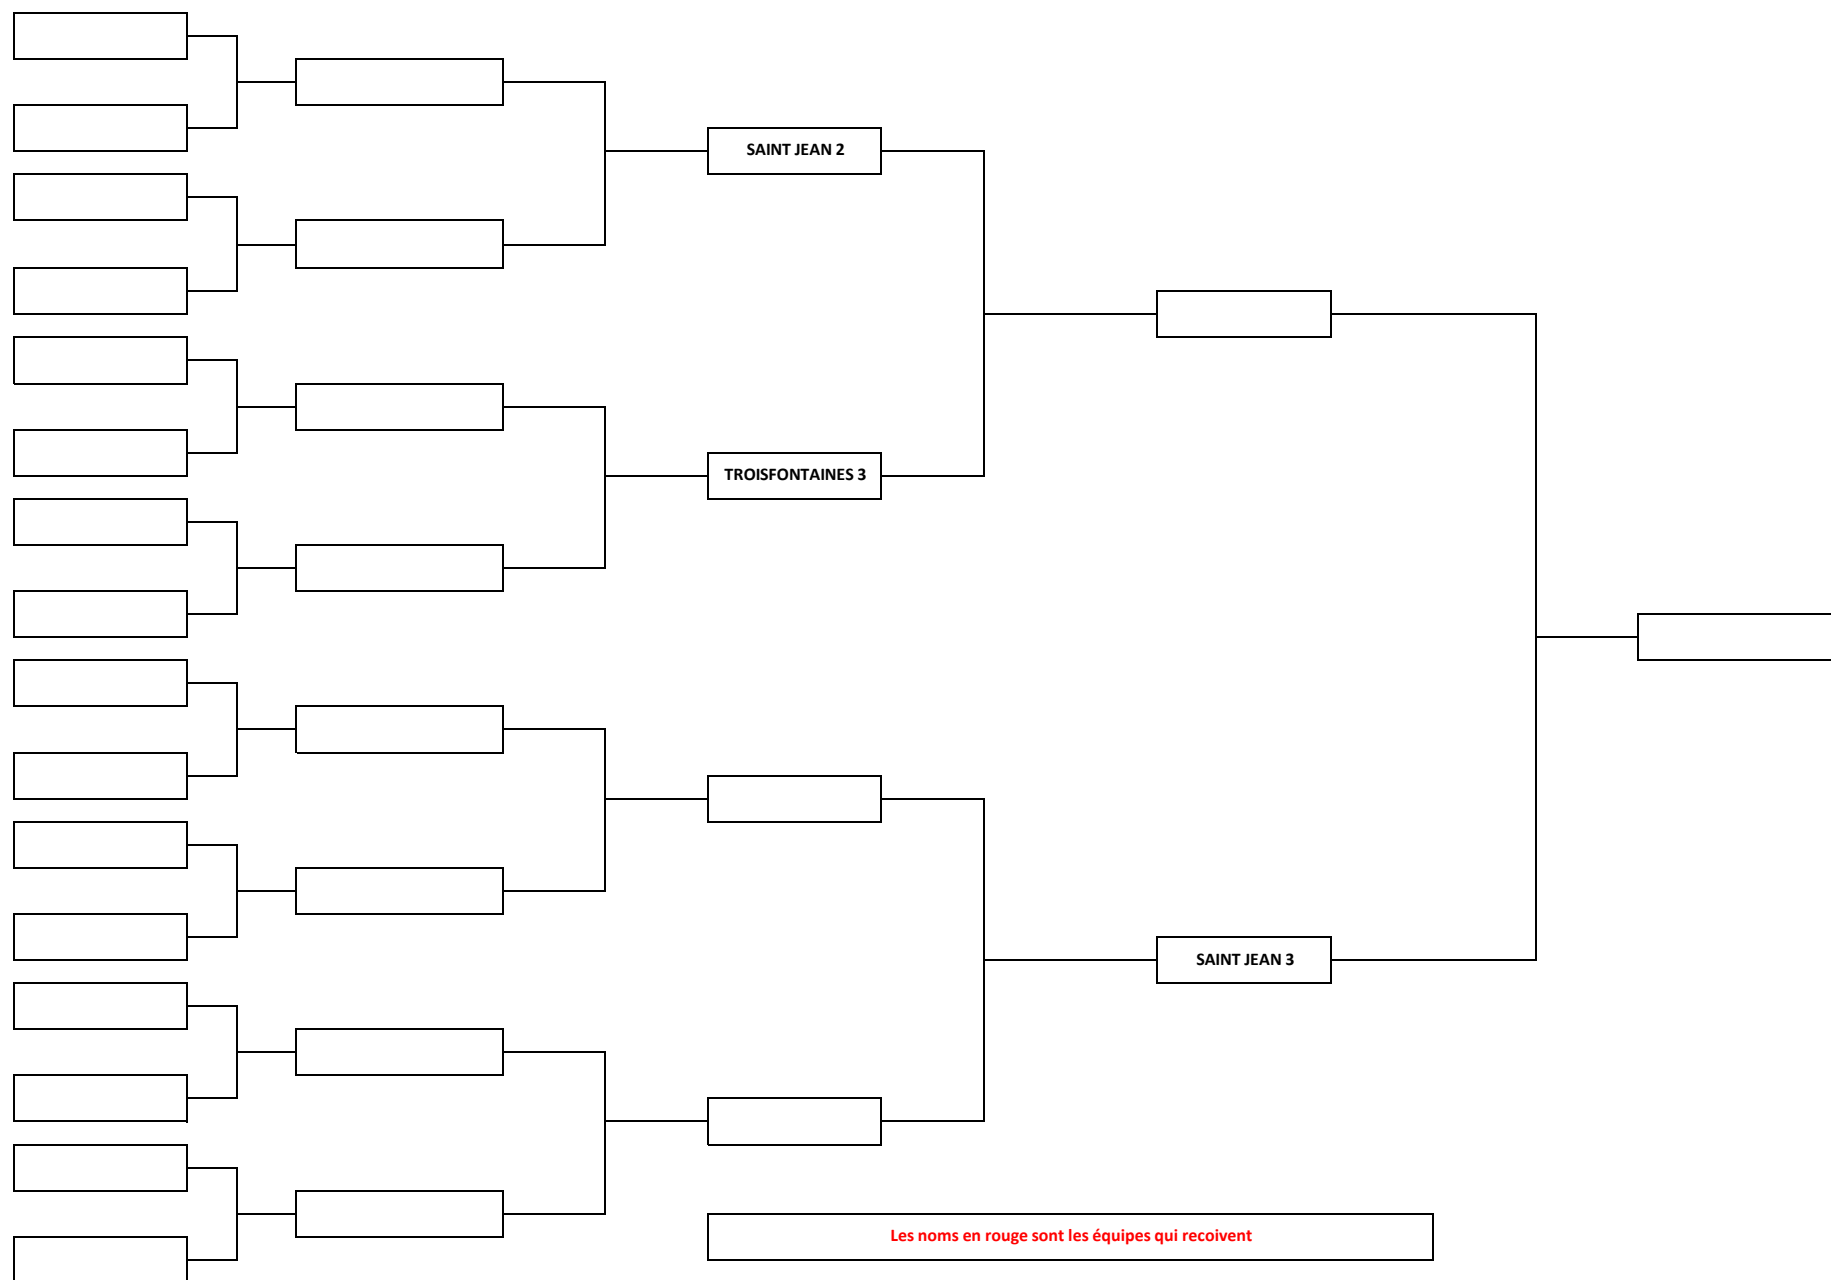 SAINT JEAN 2
TROISFONTAINES 3
SAINT JEAN 3
Les noms en rouge sont les équipes qui recoivent